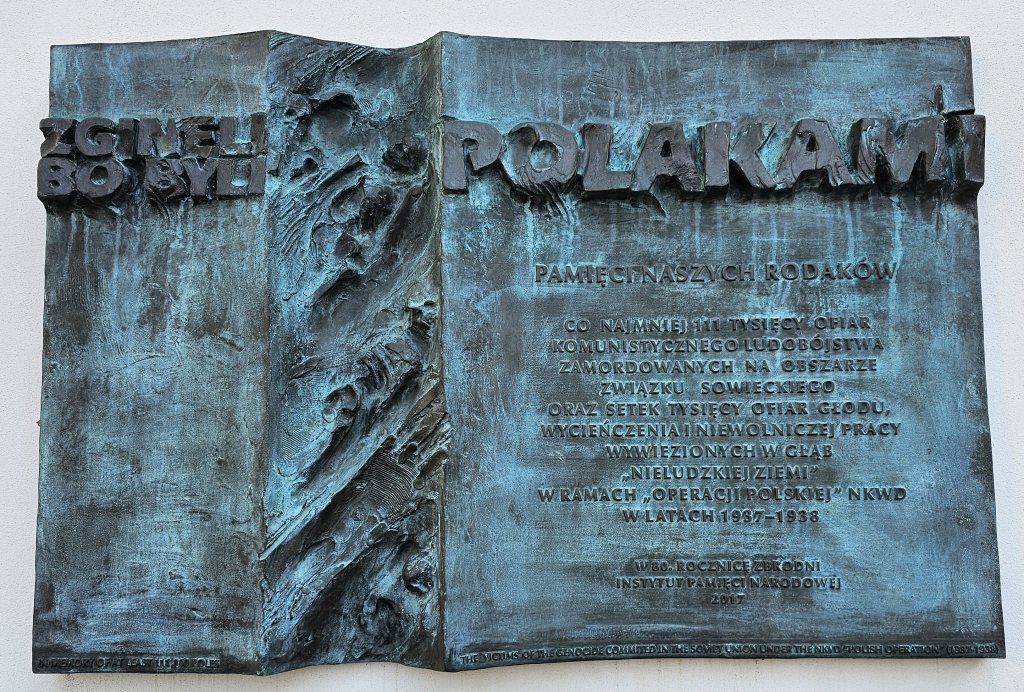 ZGINĘLI
BO BYLI
POLAKAMI
PAMIĘCI NASZYCH RODAKÓW
CO NAJMNIEJ 111 TYSIĘCY OFIAR
KOMUNISTYCZNEGO LUDOBÓJSTWA
ZAMORDOWANYCH NA OBSZARZE
ZWIĄZKU SOWIECKIEGO
ORAZ SETEK TYSIĘCY OFIAR GŁODU,
WYCIEŃCZENIA I NIEWOLNICZEJ PRACY
WYWIEZIONYCH W GŁĄB
„NIELUDZKIEJ ZIEMI”
W RAMACH „OPERACJI POLSKIEJ” NKWD
W LATACH 1937–1938
W 80. ROCZNICĘ ZBRODNI
INSTYTUT PAMIĘCI NARODOWEJ
2017
IN MEMORY OF AT LEAST 111,100 POLES
THE VICTIMS OF THE GENOCIDE COMMITED IN THE SOVIET UNION UNDER THE NKVD "POLISH OPERATION" (1937-1938)